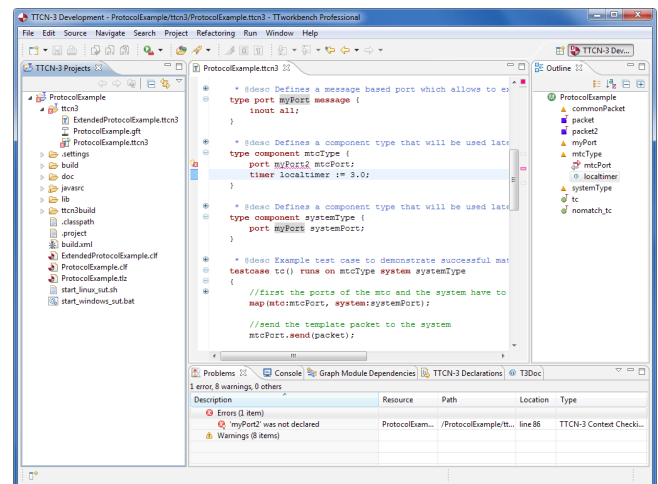 TTCN-3 Development - ProtocolExample/ttcn3/ProtocolExample.ttcn3 - TTworkbench Professional
File Edit Source Navigate Search Project Refactoring Run Window Help
TTCN-3 Dev...
TTCN-3 Projects
ProtocolExample
ttcn3
ExtendedProtocolExample.ttcn3
ProtocolExample.gft
ProtocolExample.ttcn3
.settings
build
doc
javasrc
lib
ttcn3build
.classpath
.project
build.xml
ExtendedProtocolExample.clf
ProtocolExample.clf
ProtocolExample.tlz
start_linux_sut.sh
start_windows_sut.bat
ProtocolExample.ttcn3
* @desc Defines a message based port which allows to ex
type port myPort message {
inout all;
}
* @desc Defines a component type that will be used late
type component mtcType {
port myPort2 mtcPort;
timer localtimer := 3.0;
}
* @desc Defines a component type that will be used late
type component systemType {
port myPort systemPort;
}
* @desc Example test case to demonstrate successful mat
testcase tc() runs on mtcType system systemType
{
//first the ports of the mtc and the system have to
map(mtc:mtcPort, system:systemPort);
//send the template packet to the system
mtcPort.send(packet);
Outline
ProtocolExample
commonPacket
packet
packet2
myPort
mtcType
mtcPort
localtimer
systemType
tc
nomatch_tc
Problems Console Graph Module Dependencies TTCN-3 Declarations T3Doc
1 error, 8 warnings, 0 others
Description Resource Path Location Type
Errors (1 item)
'myPort2' was not declared ProtocolExam... /ProtocolExample/tt... line 86 TTCN-3 Context Checki...
Warnings (8 items)